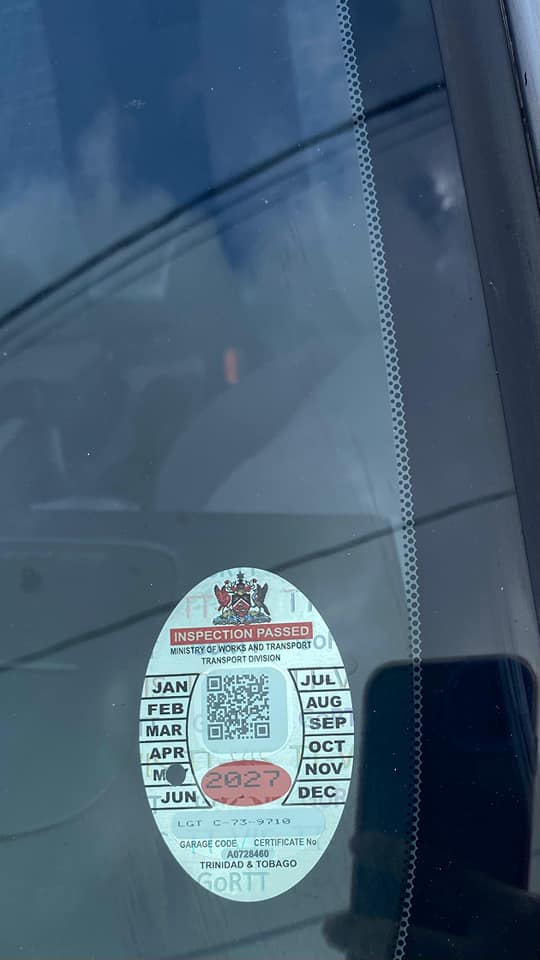 INSPECTION PASSED
MINISTRY OF WORKS AND TRANSPORT
TRANSPORT DIVISION
JAN
FEB
MAR
APR
M
JUN
JUL
AUG
SEP
OCT
NOV
DEC
2027
LGT C-73-9710
GARAGE CODE / CERTIFICATE No
A0728460
TRINIDAD & TOBAGO
GoRTT